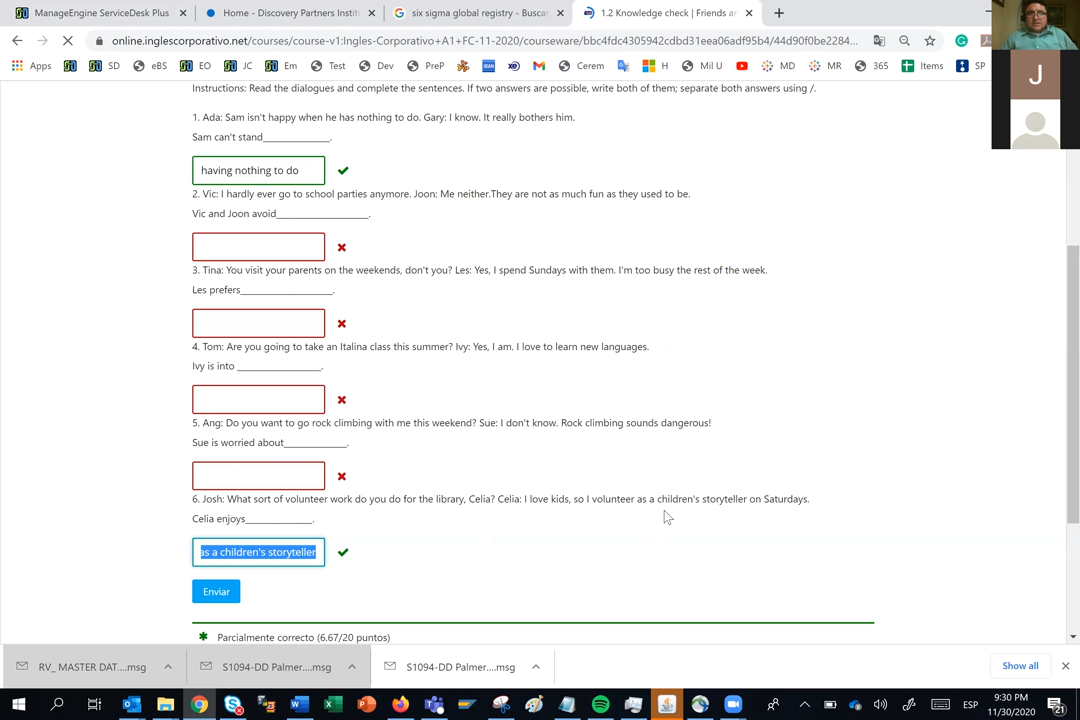 ManageEngine ServiceDesk Plus
Home - Discovery Partners Instit
six sigma global registry - Buscar
1.2 Knowledge check | Friends an
online.inglescorporativo.net/courses/course-v1:Ingles-Corporativo+A1+FC-11-2020/courseware/bbc4fdc4305942cdbd31eea06adf95b4/44d90f0be2284...
Apps SD eBS EO JC Em Test Dev PreP Cerem H Mil U MD MR 365 Items SP
J
Instructions: Read the dialogues and complete the sentences. If two answers are possible, write both of them; separate both answers using /.
1. Ada: Sam isn't happy when he has nothing to do. Gary: I know. It really bothers him.
Sam can't stand____________.
having nothing to do
2. Vic: I hardly ever go to school parties anymore. Joon: Me neither.They are not as much fun as they used to be.
Vic and Joon avoid________________.
3. Tina: You visit your parents on the weekends, don't you? Les: Yes, I spend Sundays with them. I'm too busy the rest of the week.
Les prefers________________.
4. Tom: Are you going to take an Italina class this summer? Ivy: Yes, I am. I love to learn new languages.
Ivy is into ________________.
5. Ang: Do you want to go rock climbing with me this weekend? Sue: I don't know. Rock climbing sounds dangerous!
Sue is worried about___________.
6. Josh: What sort of volunteer work do you do for the library, Celia? Celia: I love kids, so I volunteer as a children's storyteller on Saturdays.
Celia enjoys____________.
as a children's storyteller
Enviar
Parcialmente correcto (6.67/20 puntos)
RV_ MASTER DAT....msg
S1094-DD Palmer....msg
S1094-DD Palmer....msg
Show all
ESP
9:30 PM
11/30/2020
21